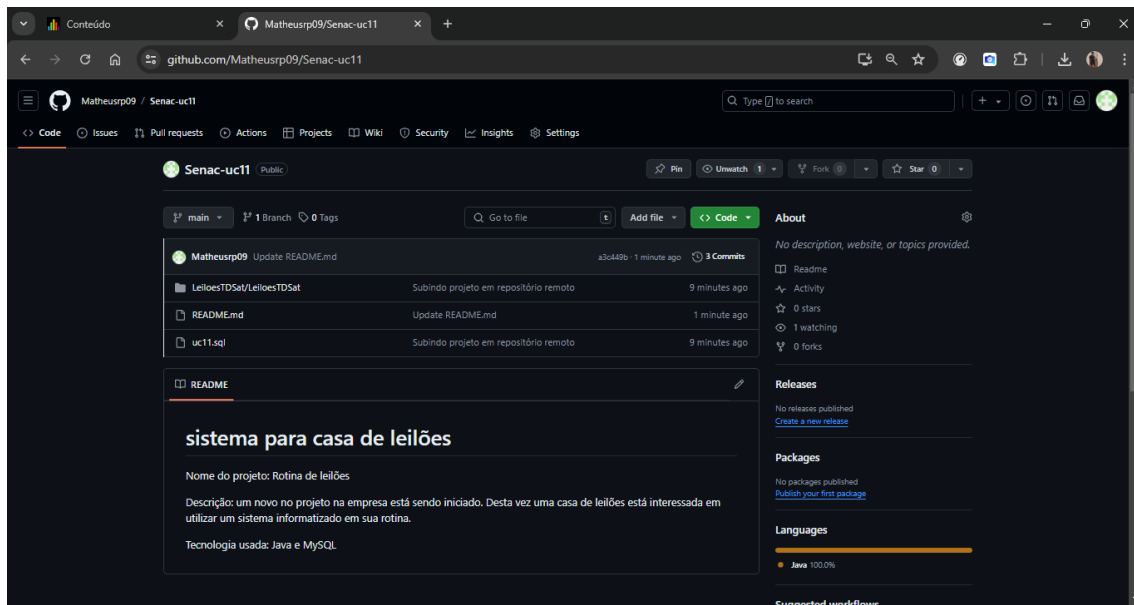 Conteúdo
Matheusrp09/Senac-uc11
github.com/Matheusrp09/Senac-uc11
Matheusrp09 / Senac-uc11
Type / to search
Code Issues Pull requests Actions Projects Wiki Security Insights Settings
Senac-uc11 Public
Pin Unwatch 1 Fork 0 Star 0
main 1 Branch 0 Tags
Go to file t
Add file
Code
Matheusrp09 Update README.md a3c449b · 1 minute ago 3 Commits
LeiloesTDSat/LeiloesTDSat Subindo projeto em repositório remoto 9 minutes ago
README.md Update README.md 1 minute ago
uc11.sql Subindo projeto em repositório remoto 9 minutes ago
README
sistema para casa de leilões
Nome do projeto: Rotina de leilões
Descrição: um novo no projeto na empresa está sendo iniciado. Desta vez uma casa de leilões está interessada em
utilizar um sistema informatizado em sua rotina.
Tecnologia usada: Java e MySQL
About
No description, website, or topics provided.
Readme
Activity
0 stars
1 watching
0 forks
Releases
No releases published
Create a new release
Packages
No packages published
Publish your first package
Languages
Java 100.0%
Suggested workflows